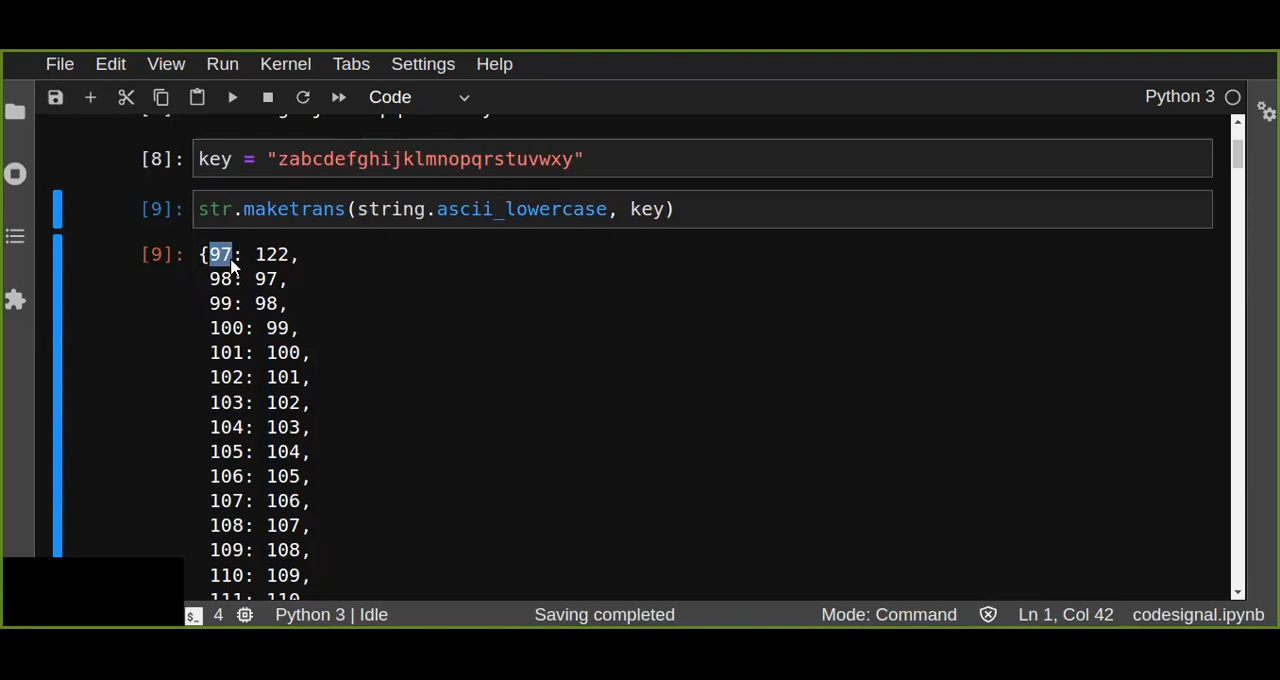 File Edit View Run Kernel Tabs Settings Help
Code Python 3
[8]: key = "zabcdefghijklmnopqrstuvwxy"
[9]: str.maketrans(string.ascii_lowercase, key)
[9]: {97: 122,
98: 97,
99: 98,
100: 99,
101: 100,
102: 101,
103: 102,
104: 103,
105: 104,
106: 105,
107: 106,
108: 107,
109: 108,
110: 109,
111: 110
$_ 4 Python 3 | Idle Saving completed Mode: Command Ln 1, Col 42 codesignal.ipynb